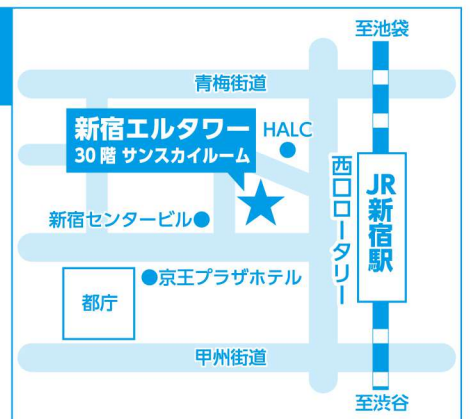 至池袋
青梅街道
新宿エルタワー
30階 サンスカイルーム
HALC
西口ロータリー
JR新宿駅
新宿センタービル
京王プラザホテル
都庁
甲州街道
至渋谷